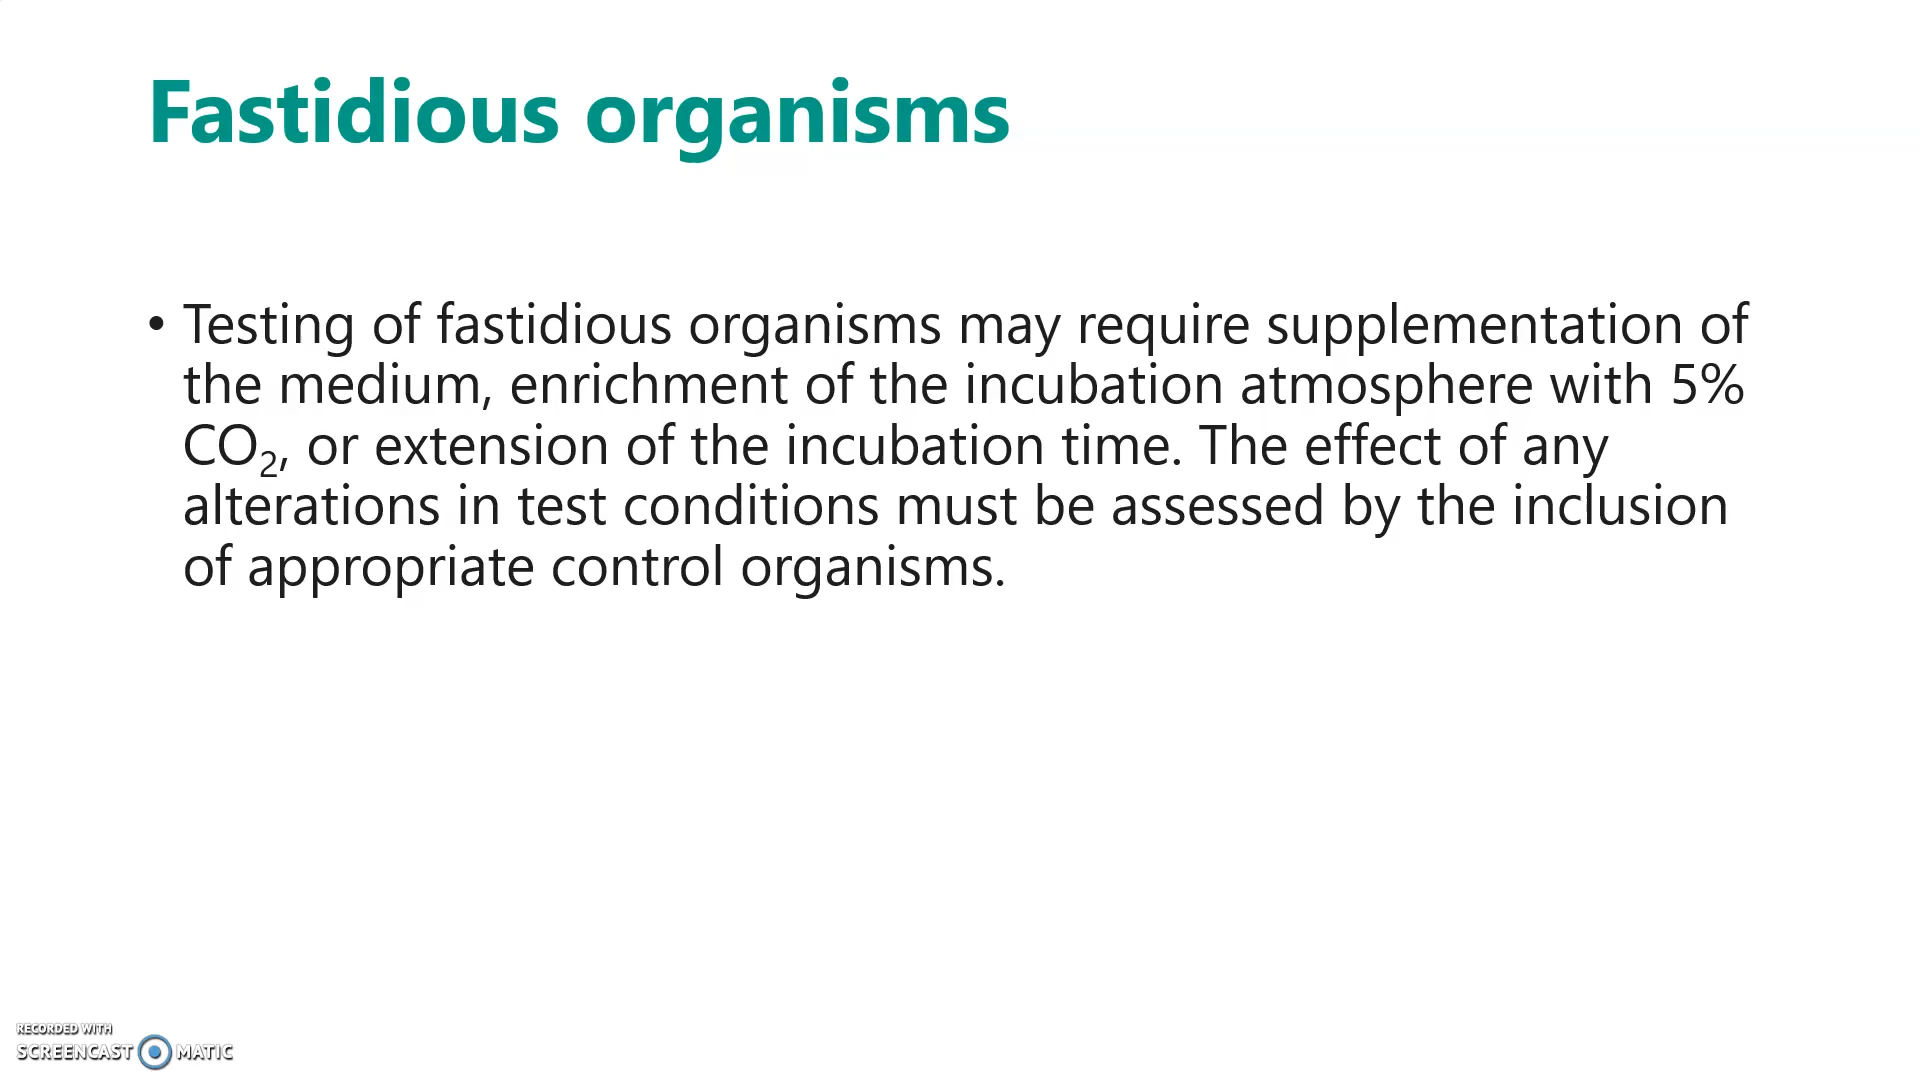 Fastidious organisms
• Testing of fastidious organisms may require supplementation of
the medium, enrichment of the incubation atmosphere with 5%
CO₂, or extension of the incubation time. The effect of any
alterations in test conditions must be assessed by the inclusion
of appropriate control organisms.
RECORDED WITH
SCREENCAST MATIC